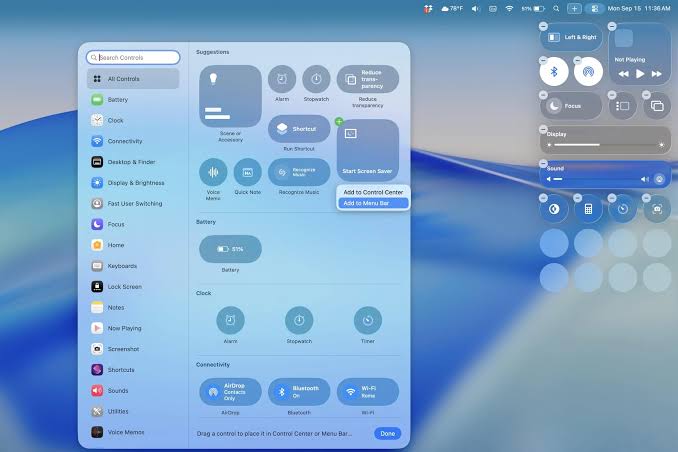 78°F
51%
Mon Sep 15 11:36 AM
Search Controls
All Controls
Battery
Clock
Connectivity
Desktop & Finder
Display & Brightness
Fast User Switching
Focus
Home
Keyboards
Lock Screen
Notes
Now Playing
Screenshot
Shortcuts
Sounds
Utilities
Voice Memos
Suggestions
Scene or
Accessory
Alarm
Stopwatch
Reduce
trans-
parency
Reduce
transparency
Shortcut
Run Shortcut
Start Screen Saver
Voice
Memo
Quick Note
Recognize
Music
Recognize Music
Add to Control Center
Add to Menu Bar
Battery
51%
Battery
Clock
Alarm
Stopwatch
Timer
Connectivity
AirDrop
Contacts
Only
AirDrop
Bluetooth
On
Bluetooth
Wi-Fi
Rome
Wi-Fi
Drag a control to place it in Control Center or Menu Bar...
Done
Left & Right
Not Playing
Focus
Display
Sound